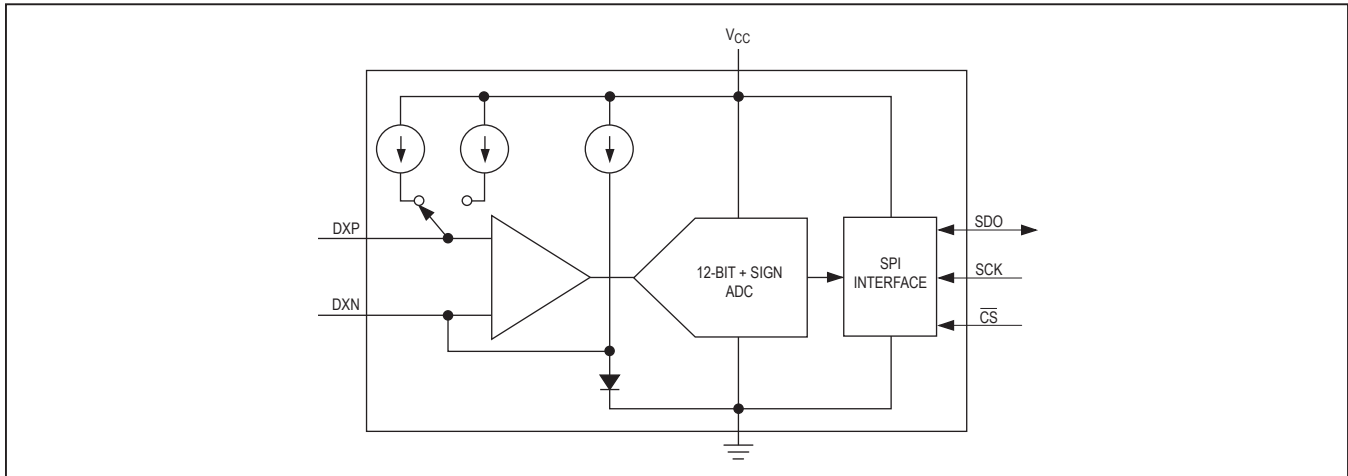 VCC
DXP
DXN
12-BIT + SIGN
ADC
SPI
INTERFACE
SDO
SCK
CS